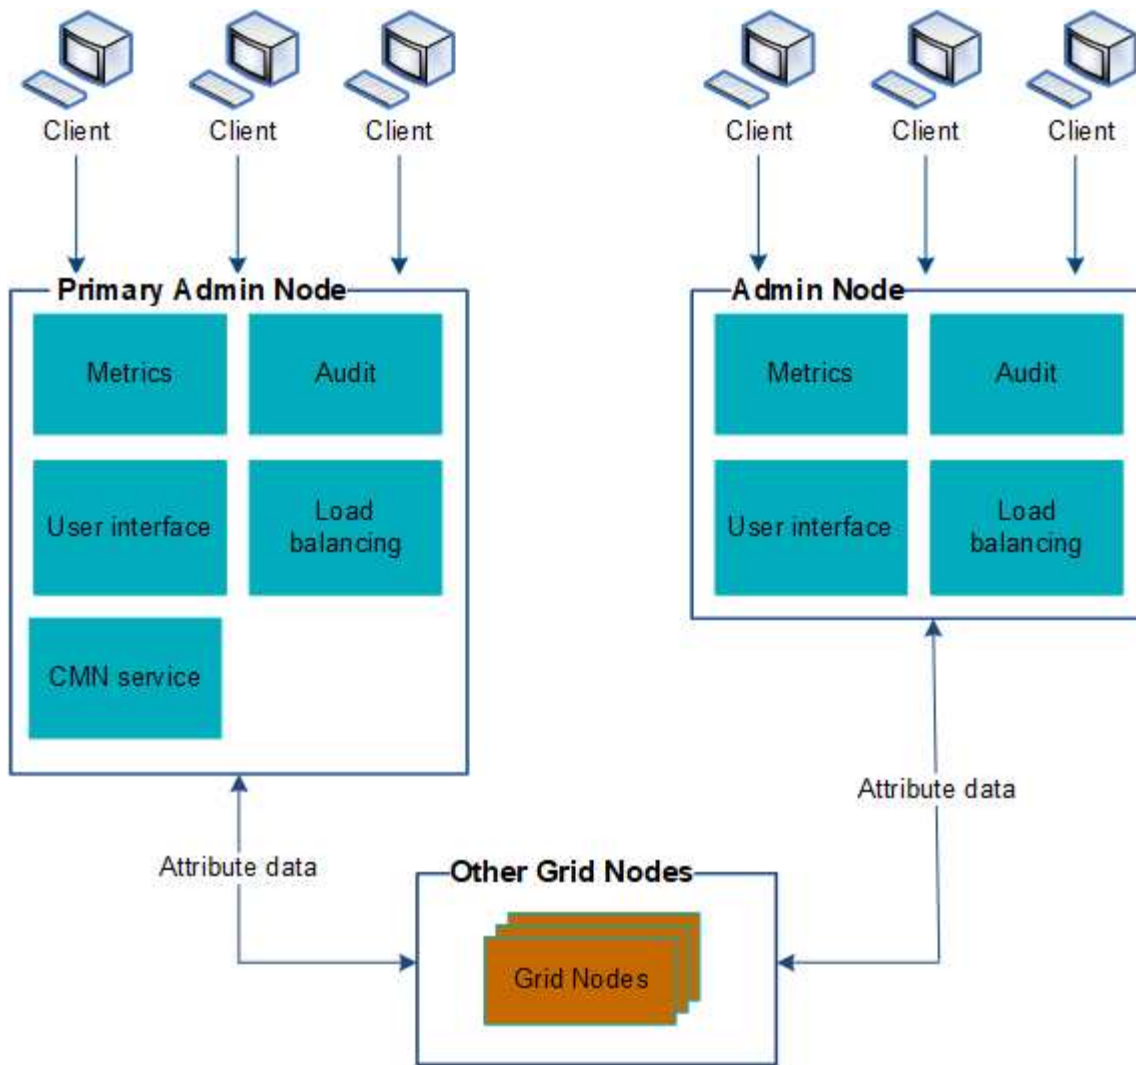 Client
Client
Client
Client
Client
Client
Primary Admin Node
Metrics
Audit
User interface
Load
balancing
CMN service
Admin Node
Metrics
Audit
User interface
Load
balancing
Attribute data
Attribute data
Other Grid Nodes
Grid Nodes